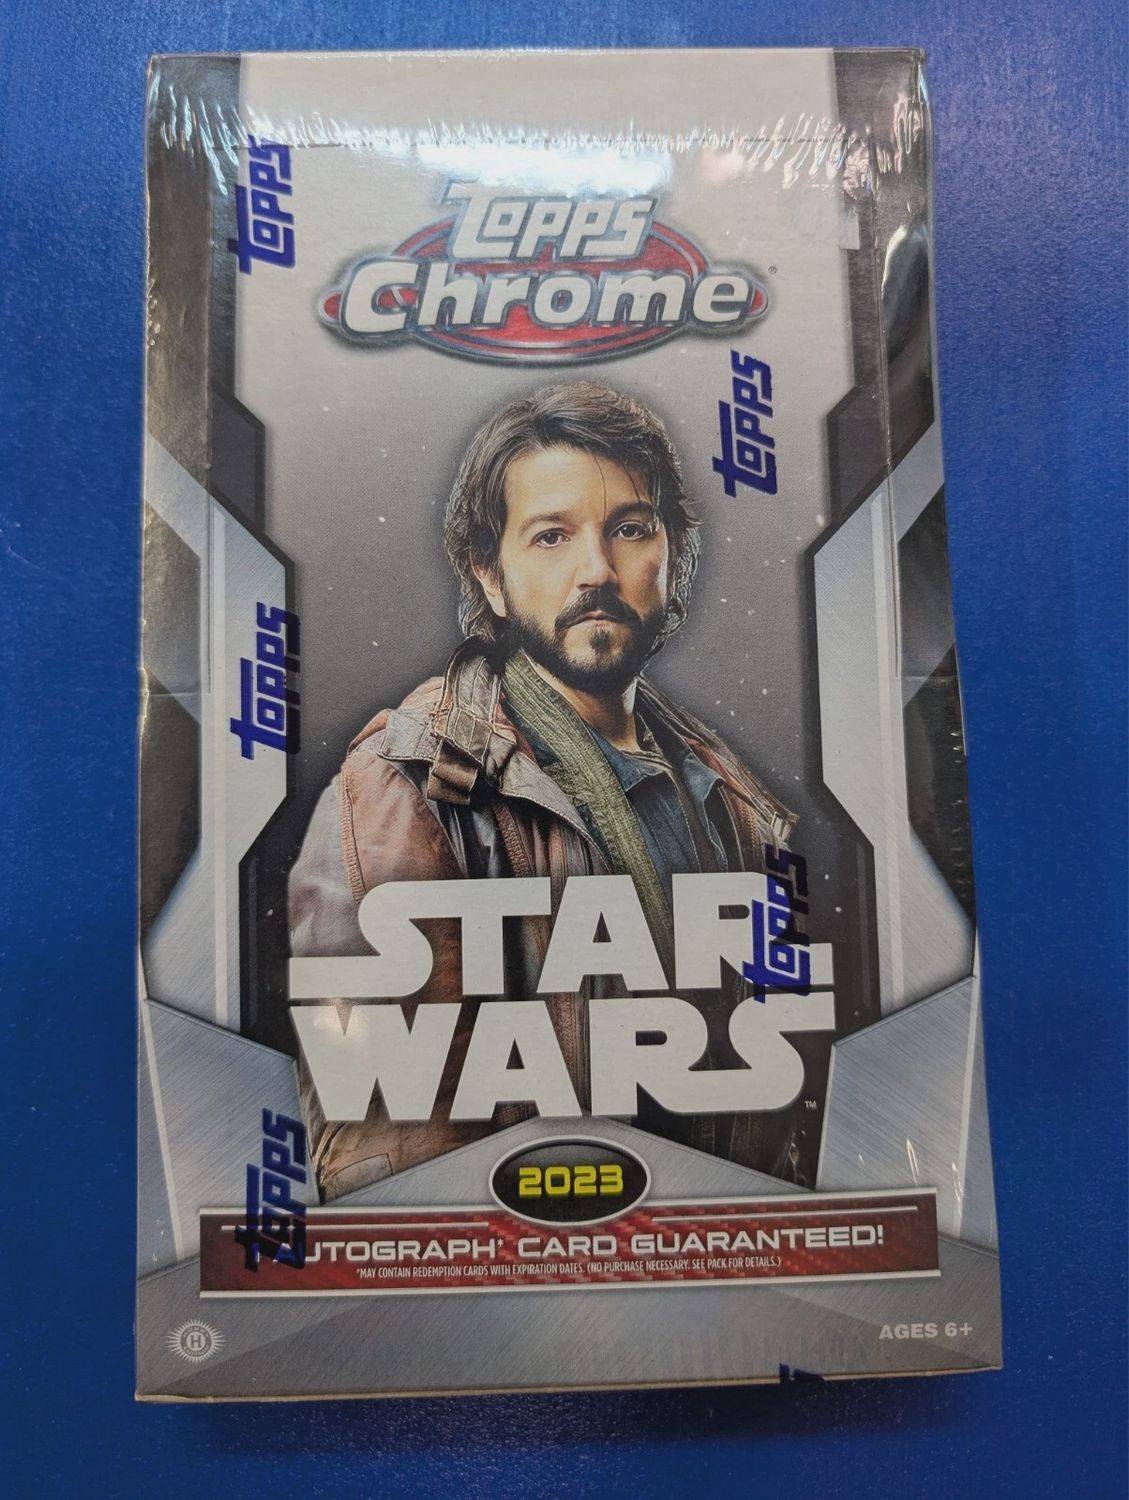 Topps
Topps
Chrome®
Topps
Topps
STAR
Topps
WARS™
Topps
2023
AUTOGRAPH* CARD GUARANTEED!
*MAY CONTAIN REDEMPTION CARDS WITH EXPIRATION DATES. (NO PURCHASE NECESSARY. SEE PACK FOR DETAILS.)
H
AGES 6+